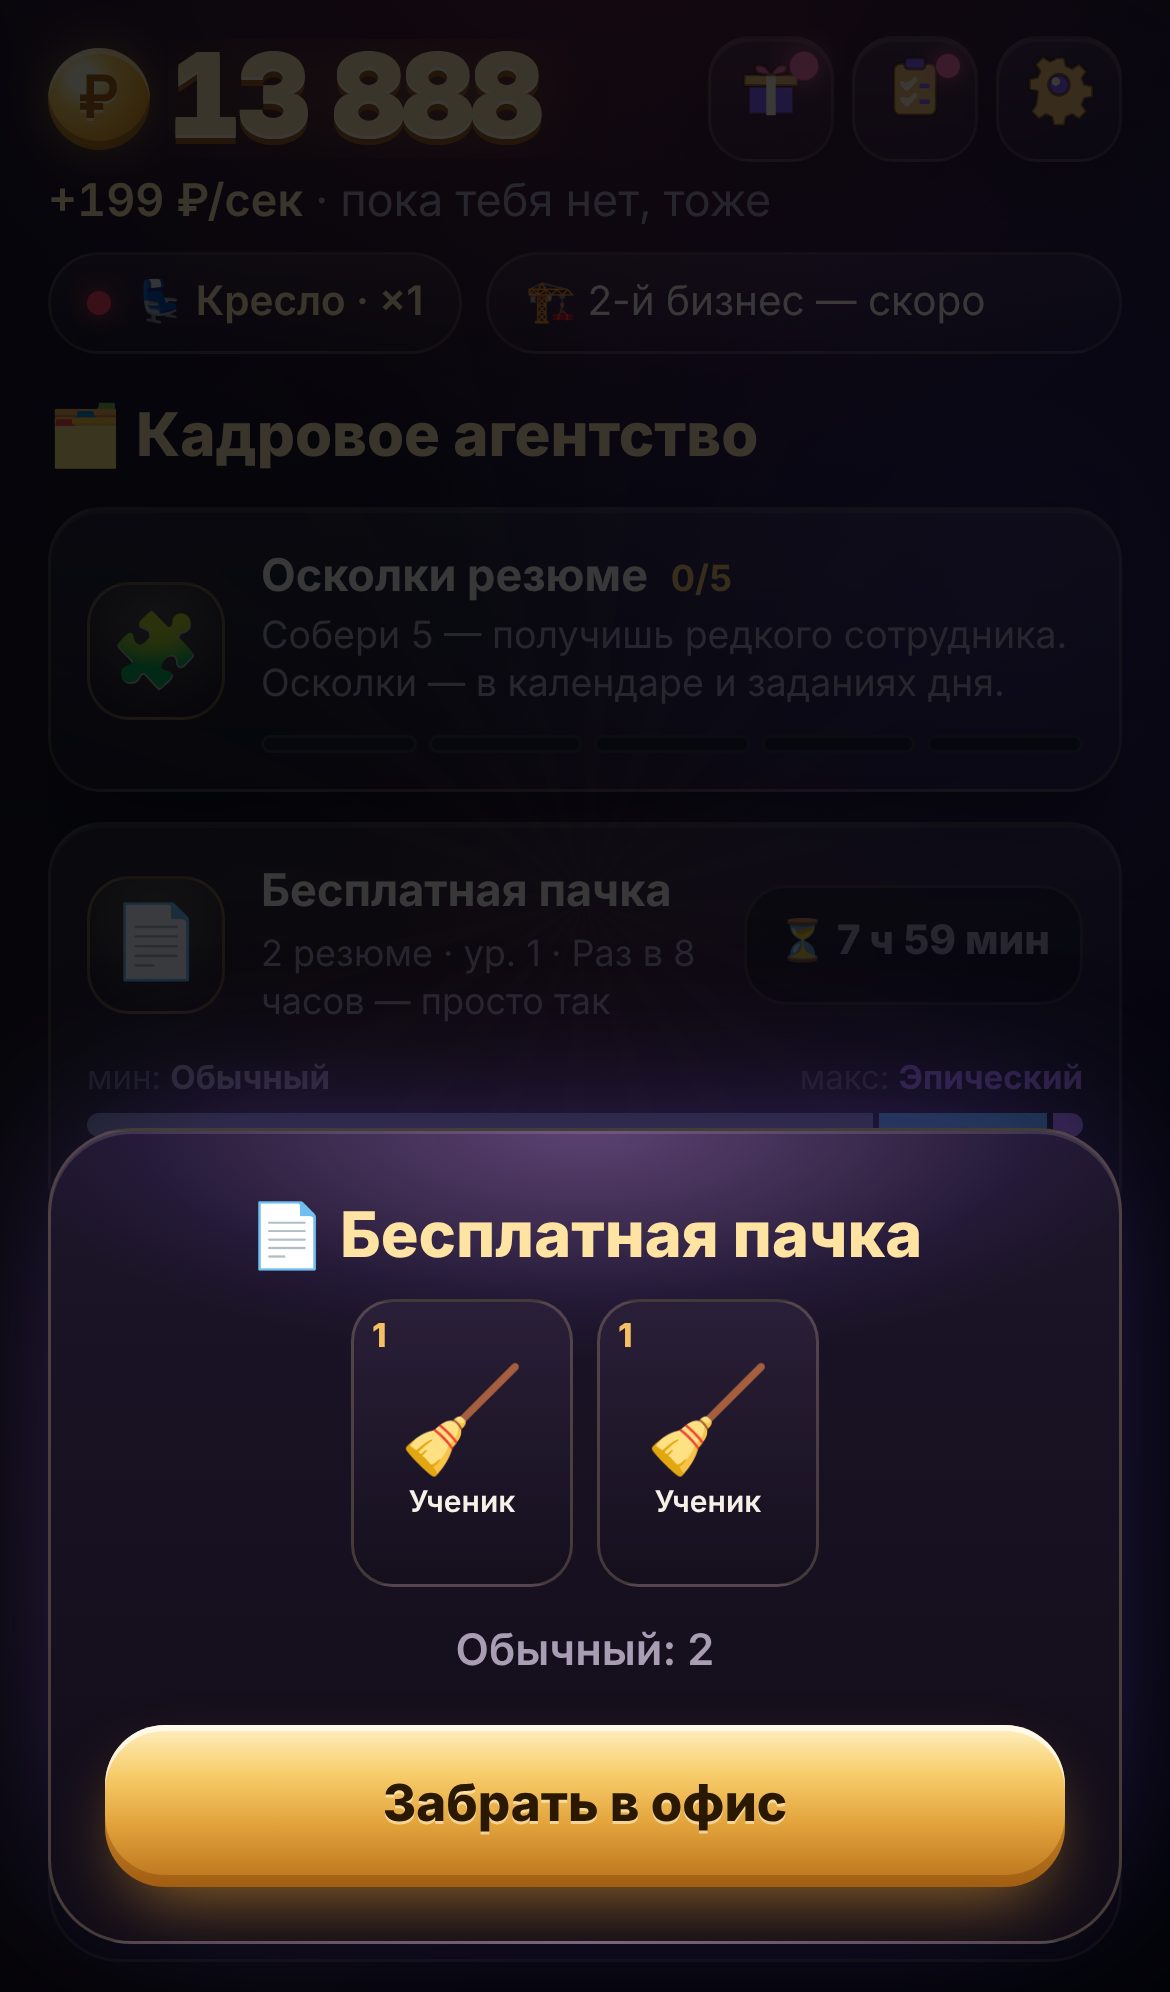 13 888
+199 ₽/сек · пока тебя нет, тоже
Кресло · ×1
2-й бизнес — скоро
Кадровое агентство
Осколки резюме 0/5
Собери 5 — получишь редкого сотрудника.
Осколки — в календаре и заданиях дня.
Бесплатная пачка
2 резюме · ур. 1 · Раз в 8
часов — просто так
7 ч 59 мин
мин: Обычный
макс: Эпический
Бесплатная пачка
1
Ученик
1
Ученик
Обычный: 2
Забрать в офис